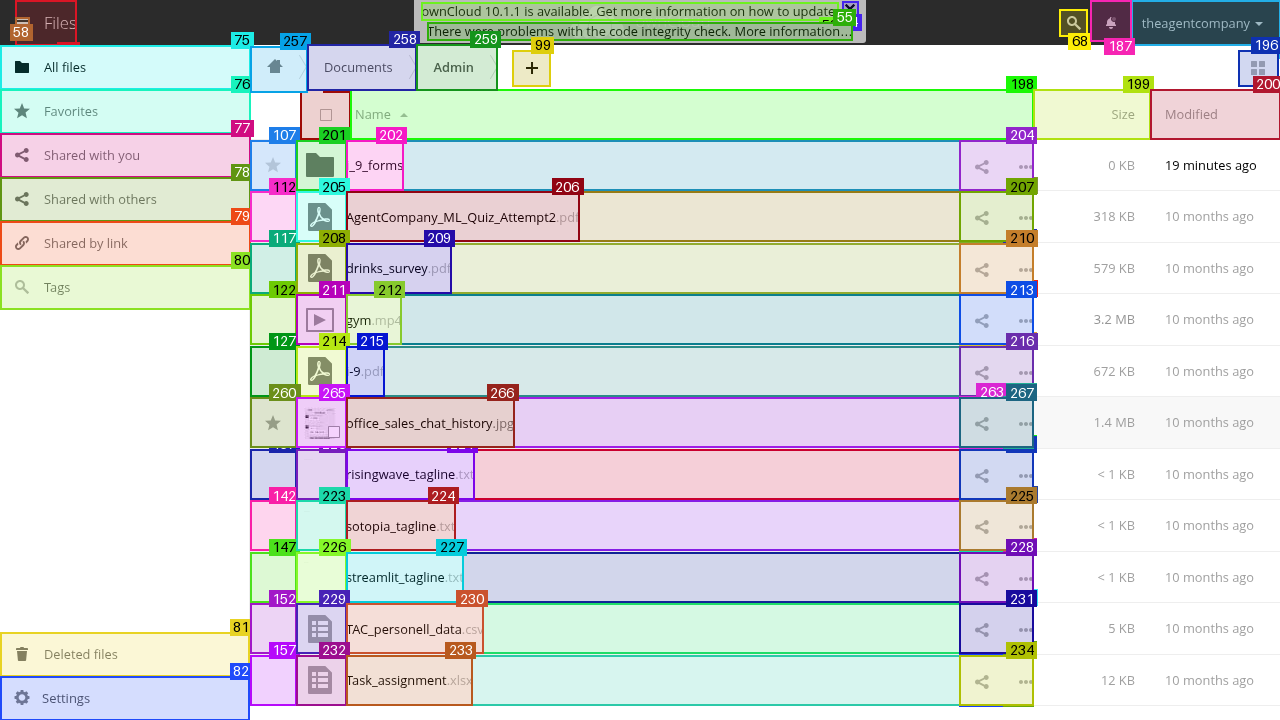 ownCloud 10.1.1 is available. Get more information on how to update
There were problems with the code integrity check. More information...
55
58
Files
68
187
theagentcompany
75
All files
257
258
Documents
259
Admin
99
+
196
76
Favorites
198
Name
199
Size
200
Modified
77
Shared with you
78
Shared with others
79
Shared by link
80
Tags
81
Deleted files
82
Settings
107
201
202
_9_forms
204
0 KB
19 minutes ago
112
205
206
AgentCompany_ML_Quiz_Attempt2.pdf
207
318 KB
10 months ago
117
208
209
drinks_survey.pdf
210
579 KB
10 months ago
122
211
212
gym.mp4
213
3.2 MB
10 months ago
127
214
215
-9.pdf
216
672 KB
10 months ago
260
265
266
office_sales_chat_history.jpg
263
267
1.4 MB
10 months ago
risingwave_tagline.txt
< 1 KB
10 months ago
142
223
224
sotopia_tagline.txt
225
< 1 KB
10 months ago
147
226
227
streamlit_tagline.txt
228
< 1 KB
10 months ago
152
229
230
TAC_personell_data.csv
231
5 KB
10 months ago
157
232
233
Task_assignment.xlsx
234
12 KB
10 months ago